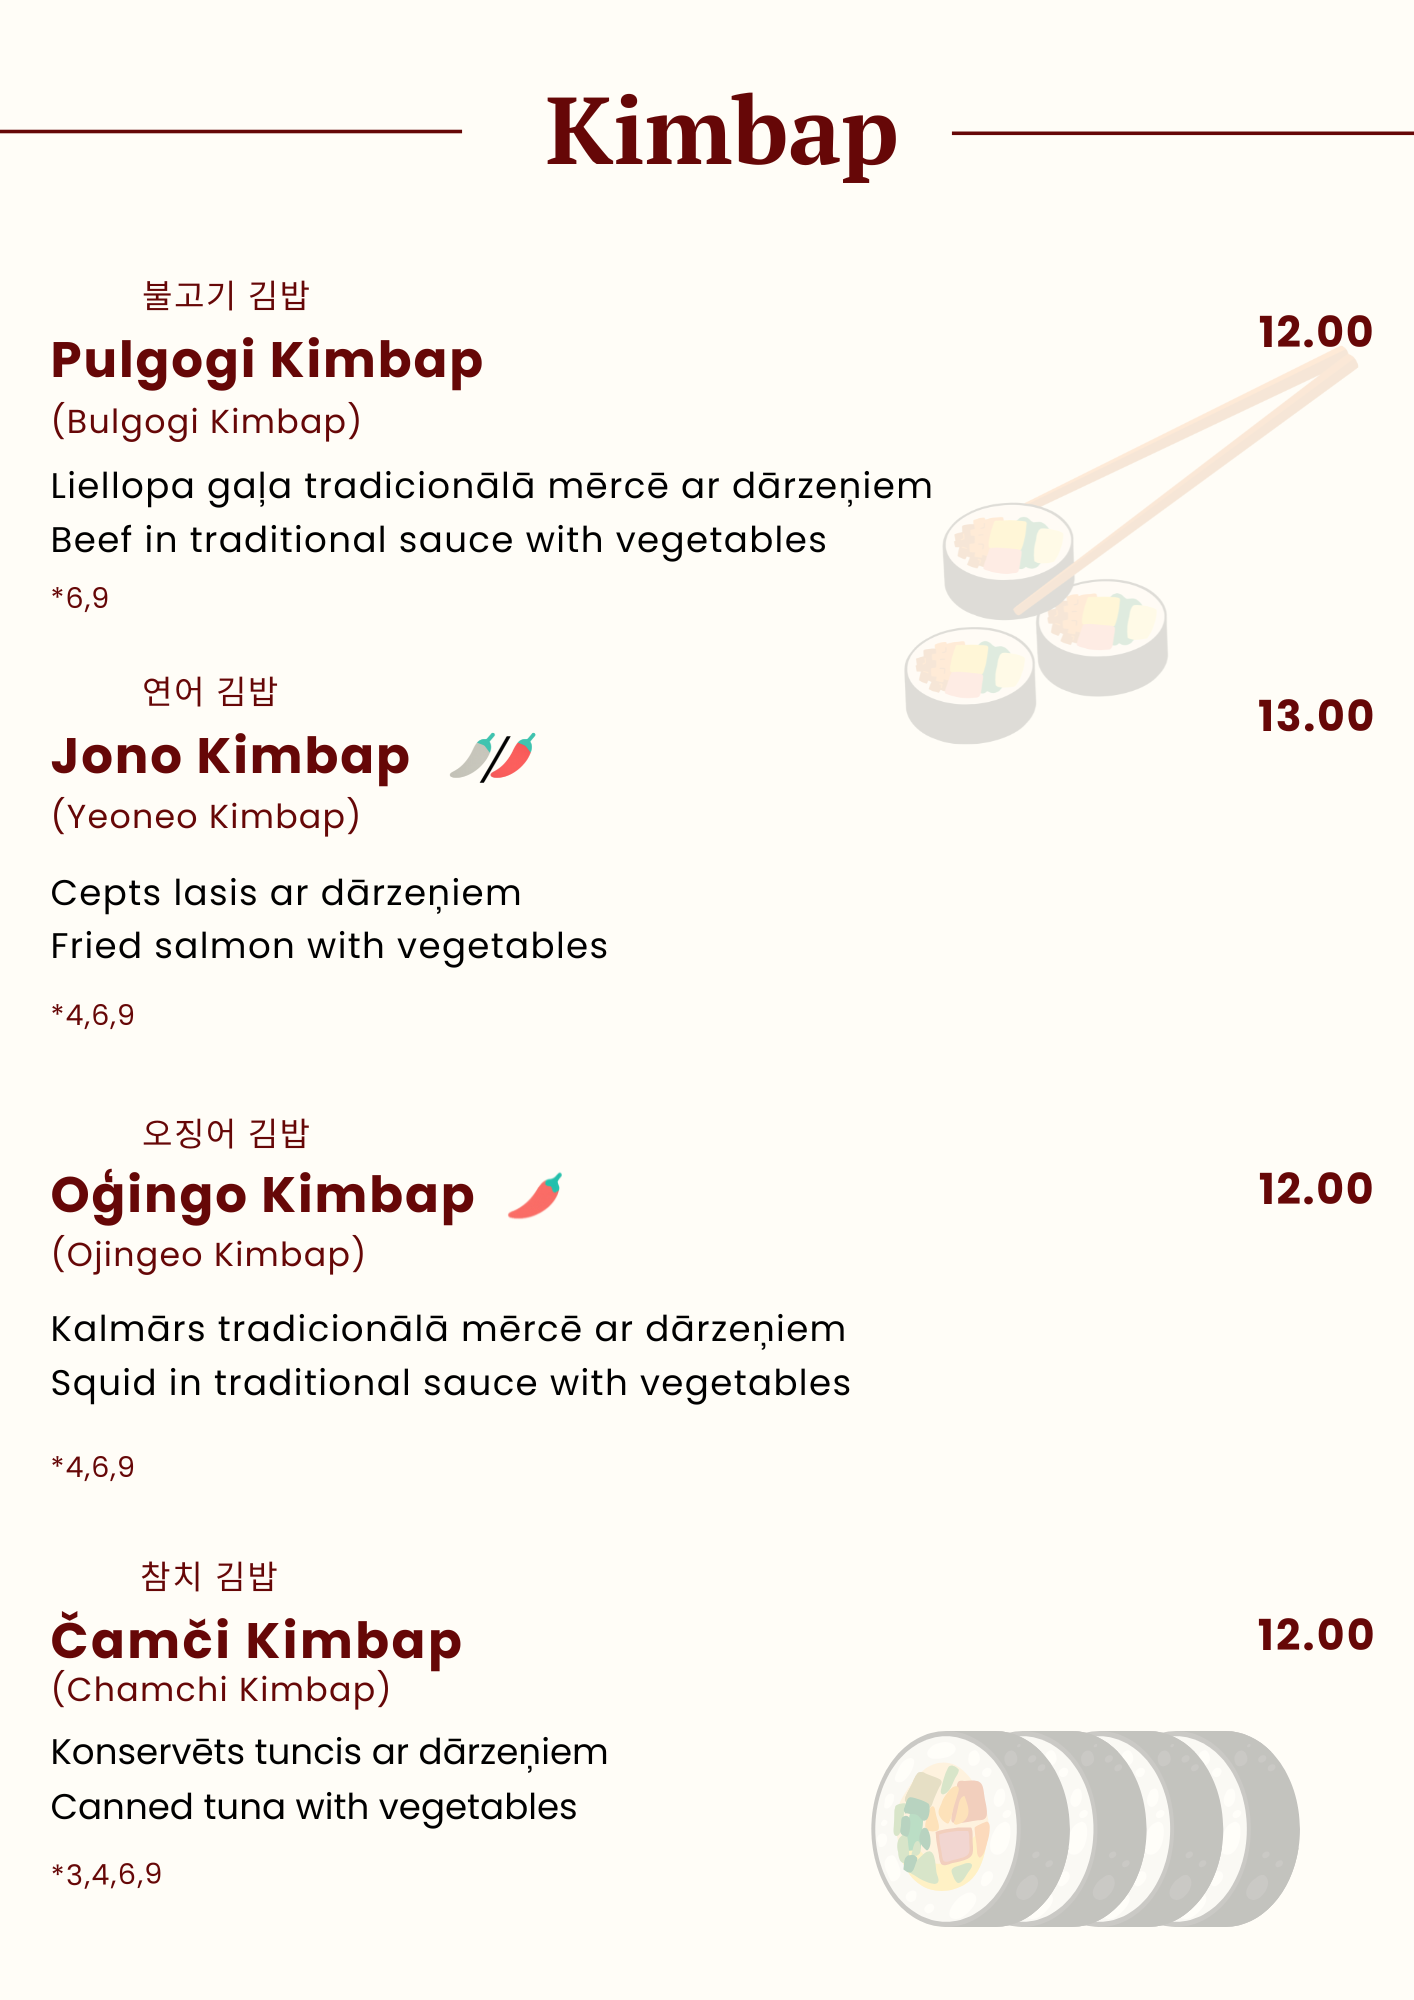 Kimbap
불고기 김밥
Pulgogi Kimbap
12.00
(Bulgogi Kimbap)
Liellopa gaļa tradicionālā mērcē ar dārzeņiem
Beef in traditional sauce with vegetables
*6,9
연어 김밥
Jono Kimbap
13.00
(Yeoneo Kimbap)
Cepts lasis ar dārzeņiem
Fried salmon with vegetables
*4,6,9
오징어 김밥
Oģingo Kimbap
12.00
(Ojingeo Kimbap)
Kalmārs tradicionālā mērcē ar dārzeņiem
Squid in traditional sauce with vegetables
*4,6,9
참치 김밥
Čamči Kimbap
12.00
(Chamchi Kimbap)
Konservēts tuncis ar dārzeņiem
Canned tuna with vegetables
*3,4,6,9